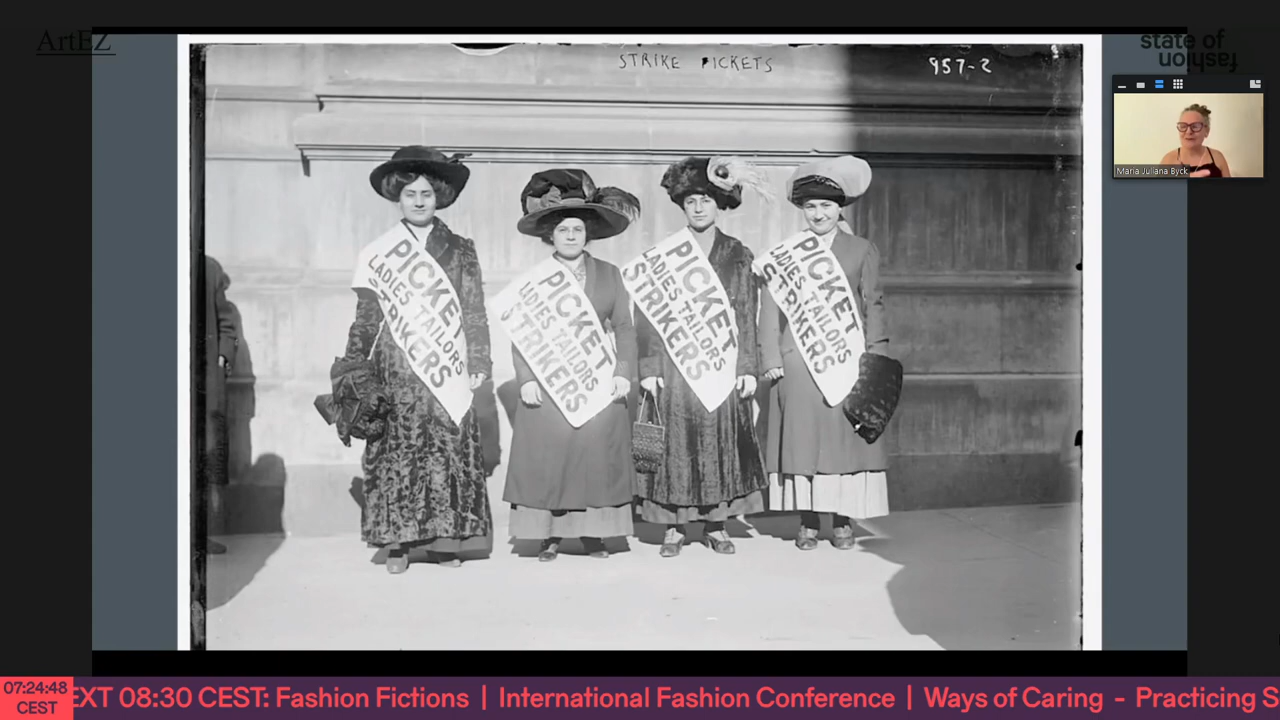 ArtEZ
state of
fashion
STRIKE PICKETS
957-2
PICKET
LADIES TAILORS
STRIKERS
PICKET
LADIES TAILORS
STRIKERS
PICKET
LADIES TAILORS
STRIKERS
PICKET
LADIES TAILORS
STRIKERS
Maria Juliana Byck
07:24:48
CEST
EXT 08:30 CEST: Fashion Fictions | International Fashion Conference | Ways of Caring - Practicing S